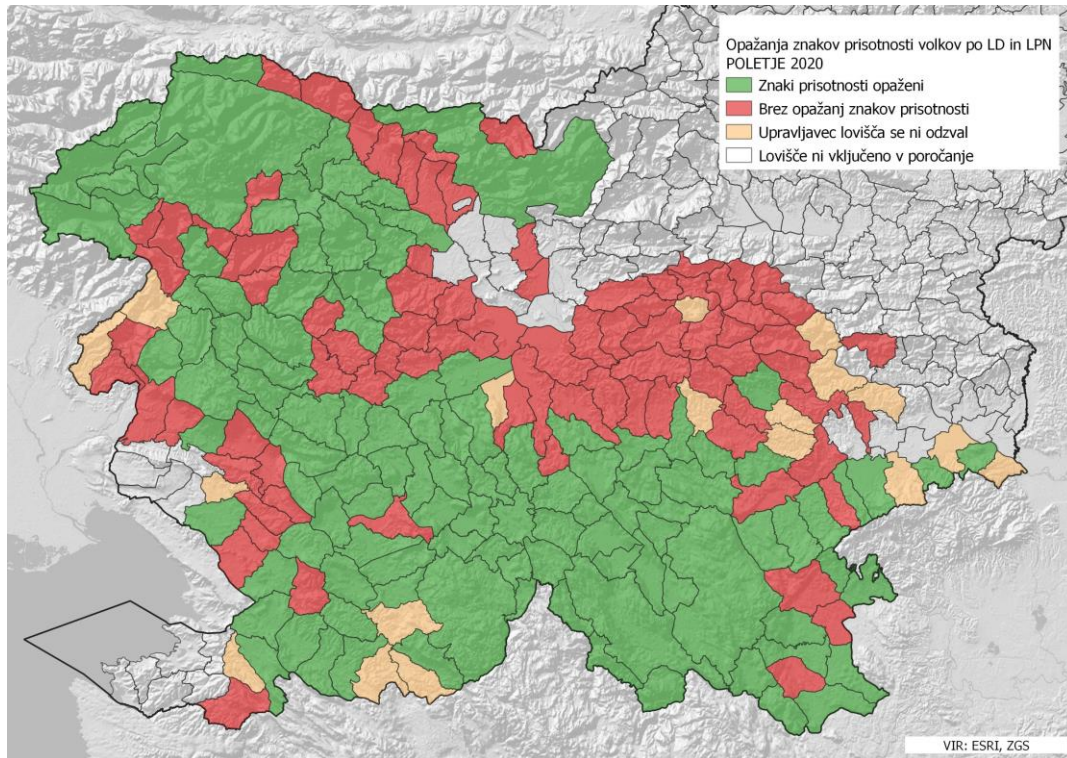 Opažanja znakov prisotnosti volkov po LD in LPN
POLETJE 2020
Znaki prisotnosti opaženi
Brez opažanj znakov prisotnosti
Upravljavec lovišča se ni odzval
Lovišče ni vključeno v poročanje
VIR: ESRI, ZGS